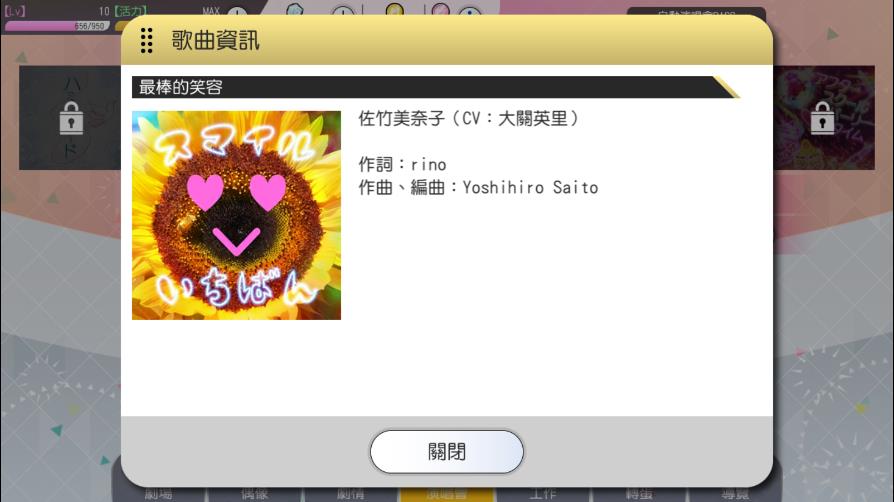 【Lv】
10【活力】
MAX
656/950
歌曲資訊
最棒的笑容
スマイル
いちばん
佐竹美奈子（CV：大關英里）
作詞：rino
作曲、編曲：Yoshihiro Saito
關閉
劇場
偶像
劇情
演唱會
工作
轉蛋
導覽